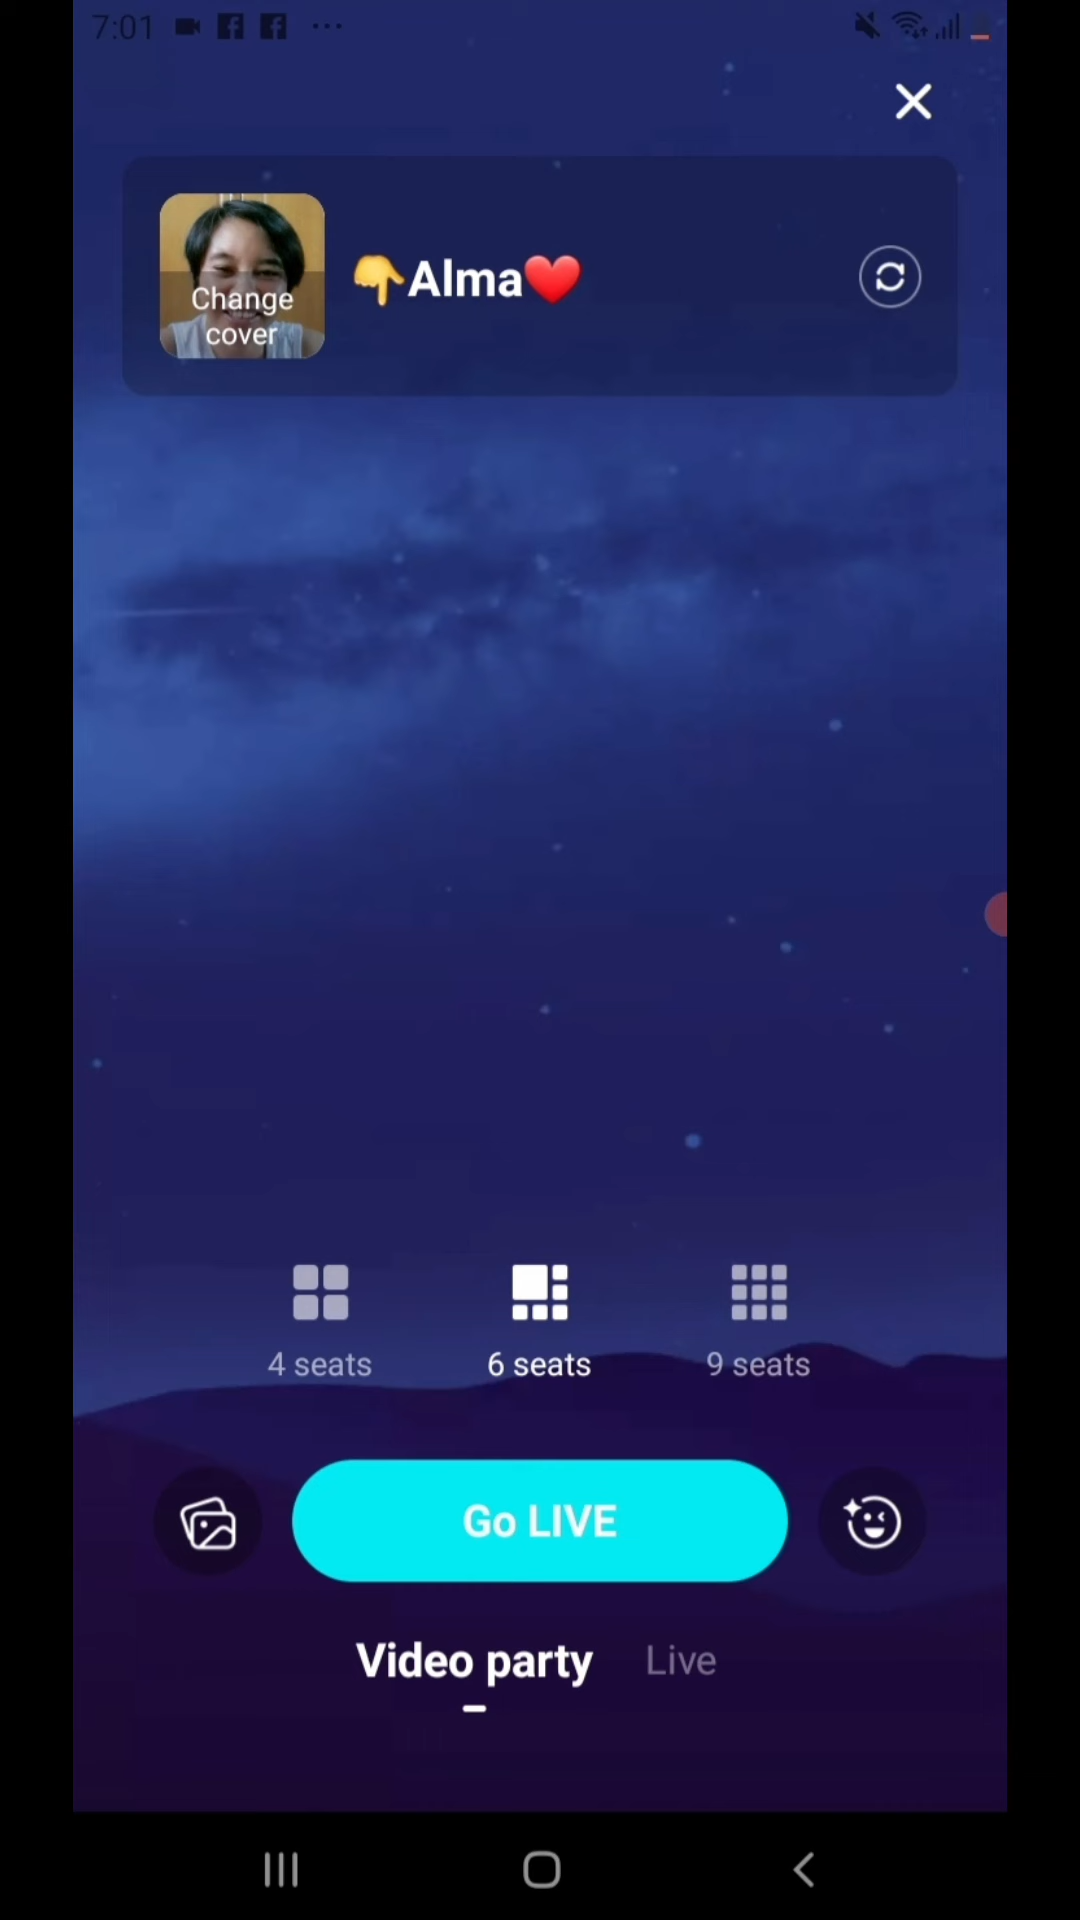 7:01
👇Alma❤️
Change
cover
4 seats
6 seats
9 seats
Go LIVE
Video party
Live